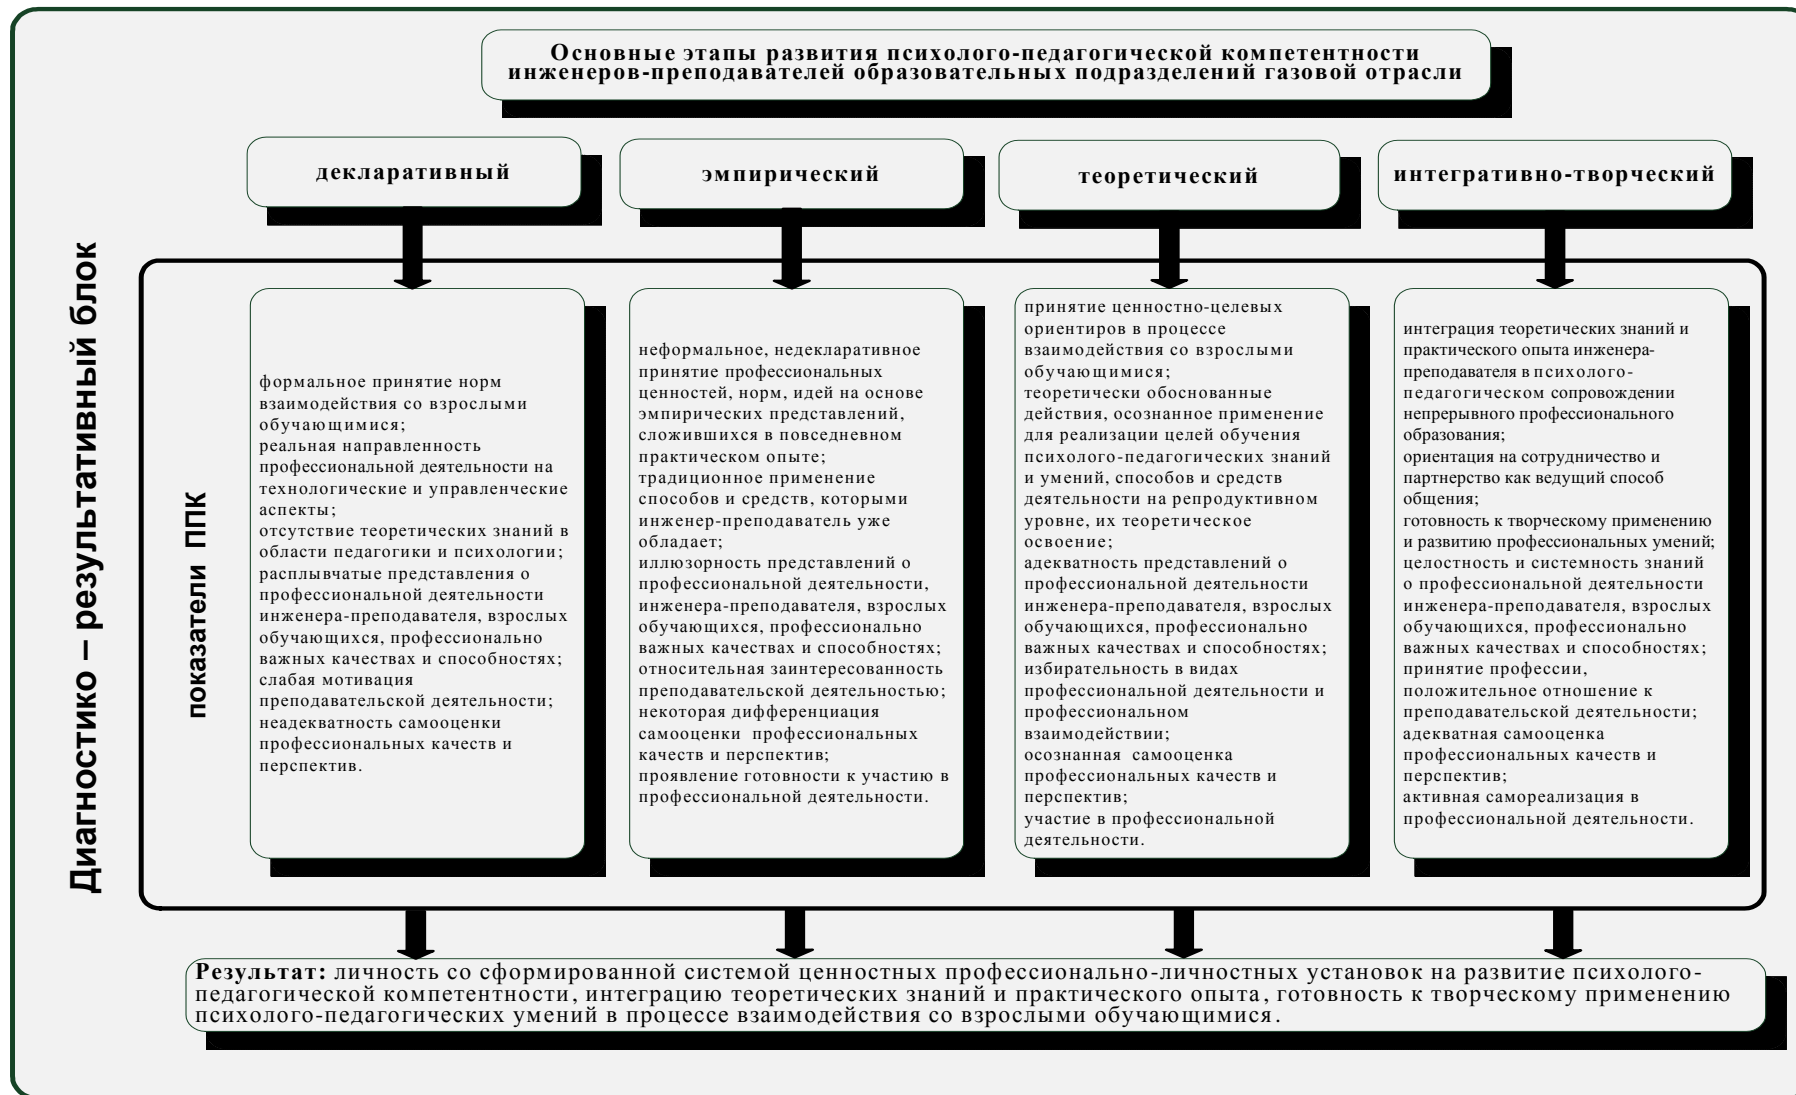 Основные этапы развития психолого-педагогической компетентности
инженеров-преподавателей образовательных подразделений газовой отрасли
декларативный
эмпирический
теоретический
интегративно-творческий
Диагностико – результативный блок
показатели ППК
формальное принятие норм
взаимодействия со взрослыми
обучающимися;
реальная направленность
профессиональной деятельности на
технологические и управленческие
аспекты;
отсутствие теоретических знаний в
области педагогики и психологии;
расплывчатые представления о
профессиональной деятельности
инженера-преподавателя, взрослых
обучающихся, профессионально
важных качествах и способностях;
слабая мотивация
преподавательской деятельности;
неадекватность самооценки
профессиональных качеств и
перспектив.
неформальное, недекларативное
принятие профессиональных
ценностей, норм, идей на основе
эмпирических представлений,
сложившихся в повседневном
практическом опыте;
традиционное применение
способов и средств, которыми
инженер-преподаватель уже
обладает;
иллюзорность представлений о
профессиональной деятельности,
инженера-преподавателя, взрослых
обучающихся, профессионально
важных качествах и способностях;
относительная заинтересованность
преподавательской деятельностью;
некоторая дифференциация
самооценки профессиональных
качеств и перспектив;
проявление готовности к участию в
профессиональной деятельности.
принятие ценностно-целевых
ориентиров в процессе
взаимодействия со взрослыми
обучающимися;
теоретически обоснованные
действия, осознанное применение
для реализации целей обучения
психолого-педагогических знаний
и умений, способов и средств
деятельности на репродуктивном
уровне, их теоретическое
освоение;
адекватность представлений о
профессиональной деятельности
инженера-преподавателя, взрослых
обучающихся, профессионально
важных качествах и способностях;
избирательность в видах
профессиональной деятельности и
профессиональном
взаимодействии;
осознанная самооценка
профессиональных качеств и
перспектив;
участие в профессиональной
деятельности.
интеграция теоретических знаний и
практического опыта инженера-
преподавателя в психолого-
педагогическом сопровождении
непрерывного профессионального
образования;
ориентация на сотрудничество и
партнерство как ведущий способ
общения;
готовность к творческому применению
и развитию профессиональных умений;
целостность и системность знаний
о профессиональной деятельности
инженера-преподавателя, взрослых
обучающихся, профессионально
важных качествах и способностях;
принятие профессии,
положительное отношение к
преподавательской деятельности;
адекватная самооценка
профессиональных качеств и
перспектив;
активная самореализация в
профессиональной деятельности.
Результат: личность со сформированной системой ценностных профессионально-личностных установок на развитие психолого-
педагогической компетентности, интеграцию теоретических знаний и практического опыта, готовность к творческому применению
психолого-педагогических умений в процессе взаимодействия со взрослыми обучающимися.